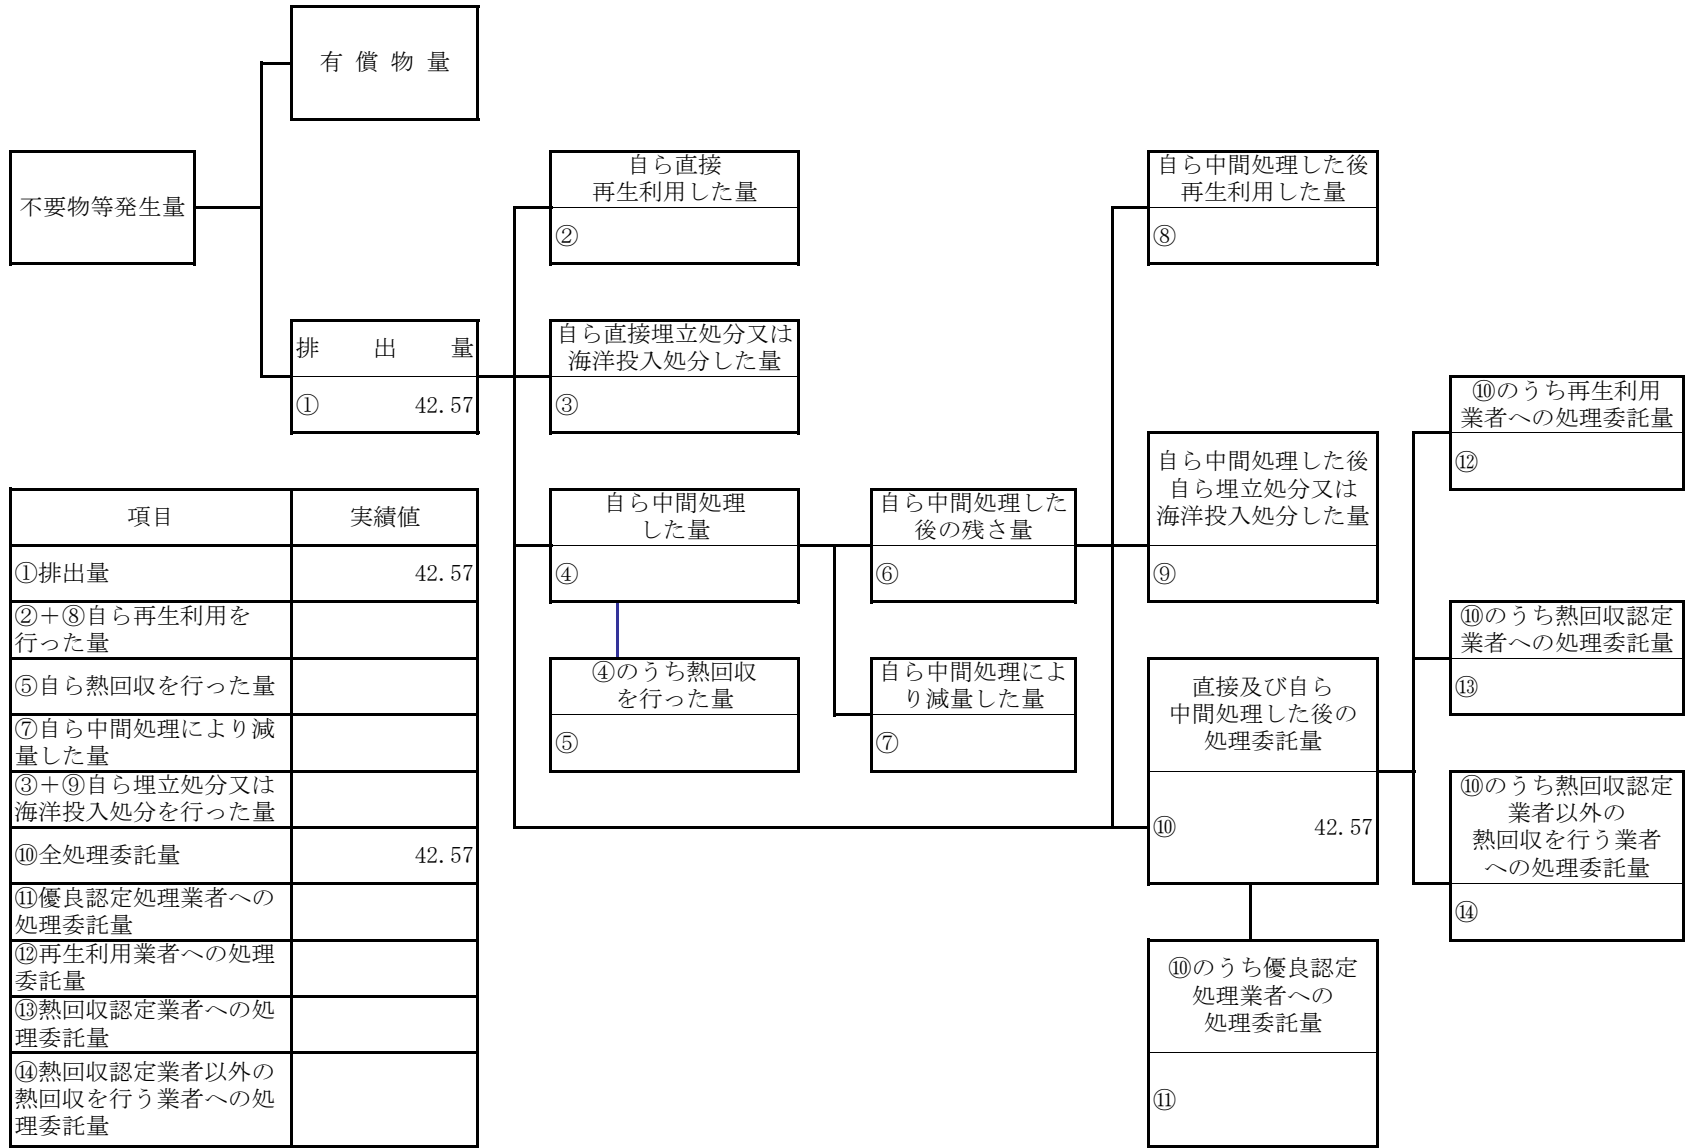 有 償 物 量
不要物等発生量
自ら直接
再生利用した量
②
自ら中間処理した後
再生利用した量
⑧
排 出 量
① 42.57
自ら直接埋立処分又は
海洋投入処分した量
③
⑩のうち再生利用
業者への処理委託量
⑫
自ら中間処理した後
自ら埋立処分又は
海洋投入処分した量
⑨
自ら中間処理
した量
④
自ら中間処理した
後の残さ量
⑥
⑩のうち熱回収認定
業者への処理委託量
⑬
④のうち熱回収
を行った量
⑤
自ら中間処理によ
り減量した量
⑦
直接及び自ら
中間処理した後の
処理委託量
⑩ 42.57
⑩のうち熱回収認定
業者以外の
熱回収を行う業者
への処理委託量
⑭
⑩のうち優良認定
処理業者への
処理委託量
⑪
項目 実績値
①排出量 42.57
②＋⑧自ら再生利用を
行った量
⑤自ら熱回収を行った量
⑦自ら中間処理により減
量した量
③＋⑨自ら埋立処分又は
海洋投入処分を行った量
⑩全処理委託量 42.57
⑪優良認定処理業者への
処理委託量
⑫再生利用業者への処理
委託量
⑬熱回収認定業者への処
理委託量
⑭熱回収認定業者以外の
熱回収を行う業者への処
理委託量